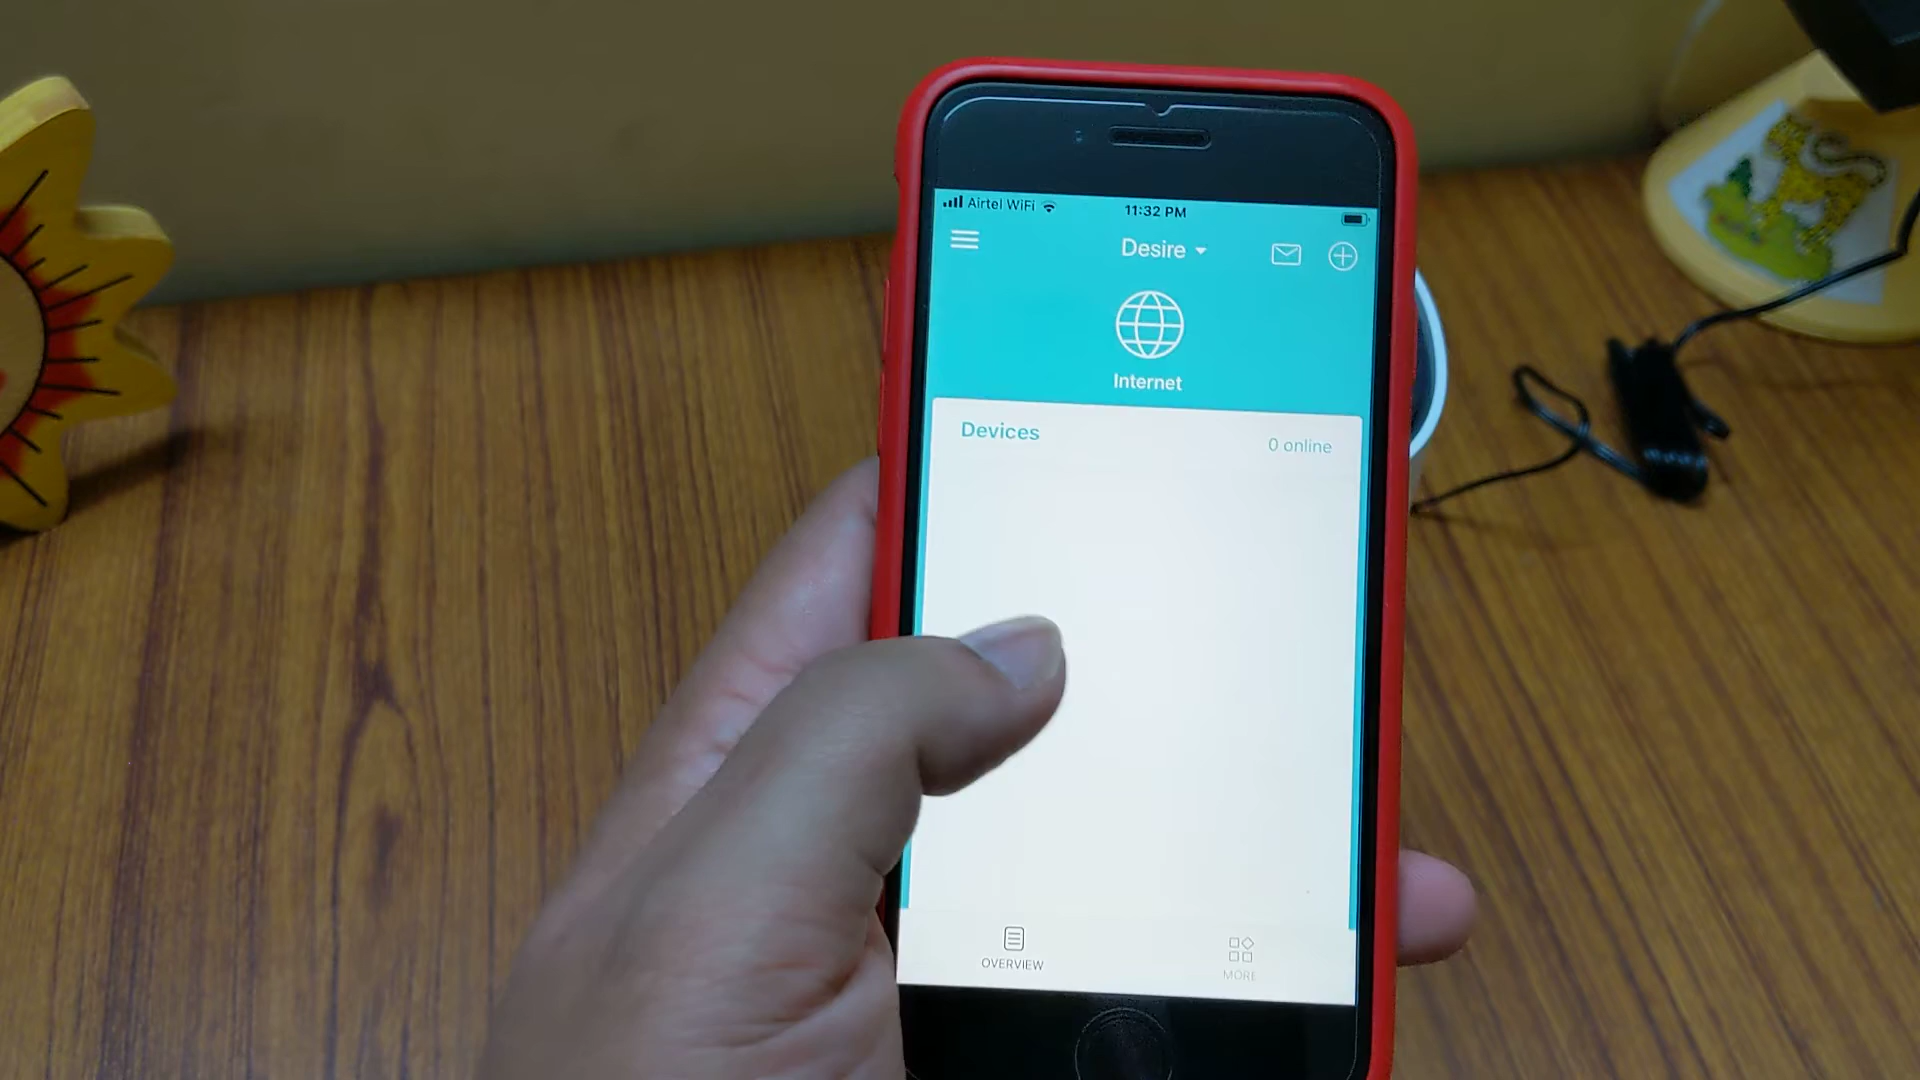 Airtel WiFi
11:32 PM
Desire
Internet
Devices
0 online
OVERVIEW
MORE